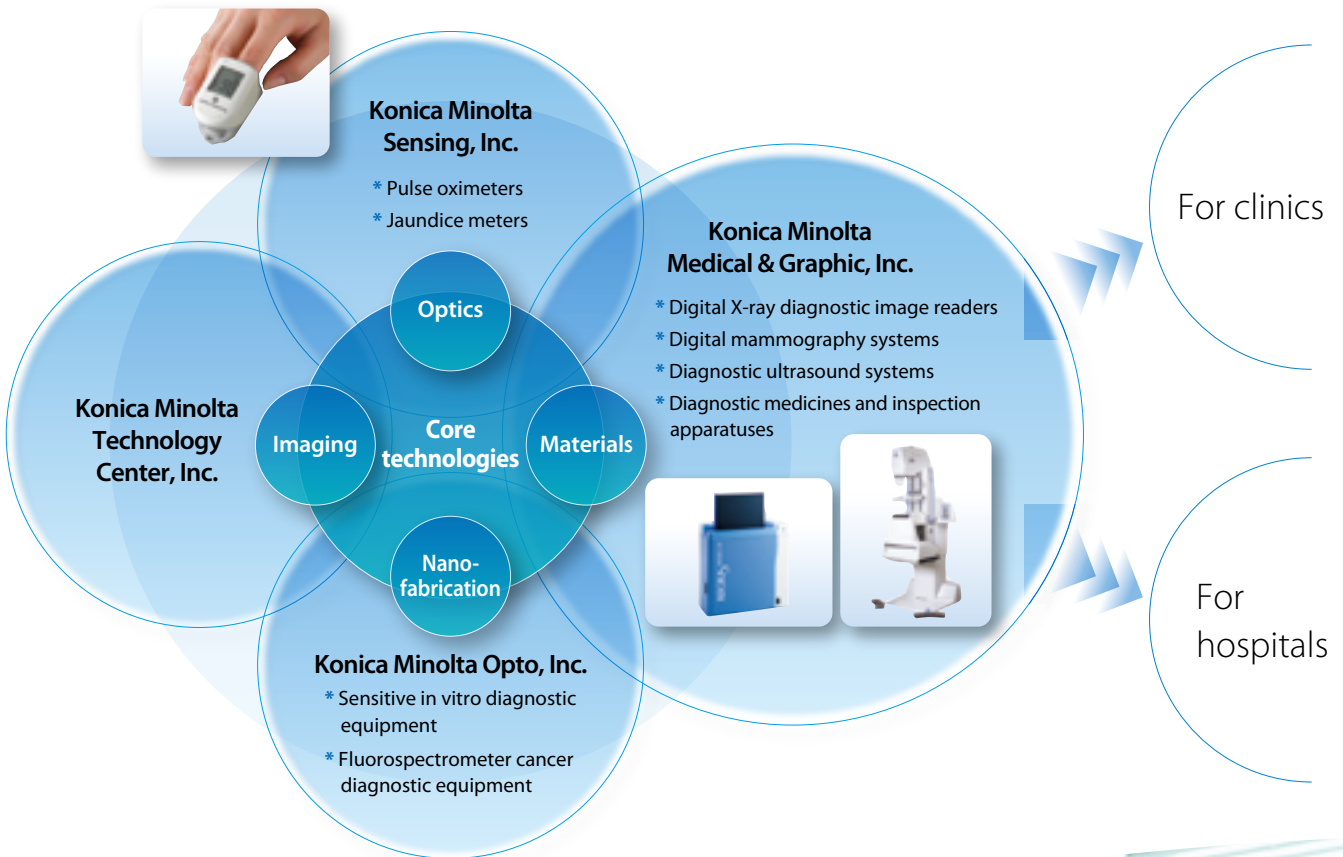 Konica Minolta
Sensing, Inc.
* Pulse oximeters
* Jaundice meters
Konica Minolta
Medical & Graphic, Inc.
* Digital X-ray diagnostic image readers
* Digital mammography systems
* Diagnostic ultrasound systems
* Diagnostic medicines and inspection
apparatuses
Konica Minolta
Technology
Center, Inc.
Optics
Imaging
Core
technologies
Materials
Nano-
fabrication
Konica Minolta Opto, Inc.
* Sensitive in vitro diagnostic
equipment
* Fluorospectrometer cancer
diagnostic equipment
For clinics
For
hospitals